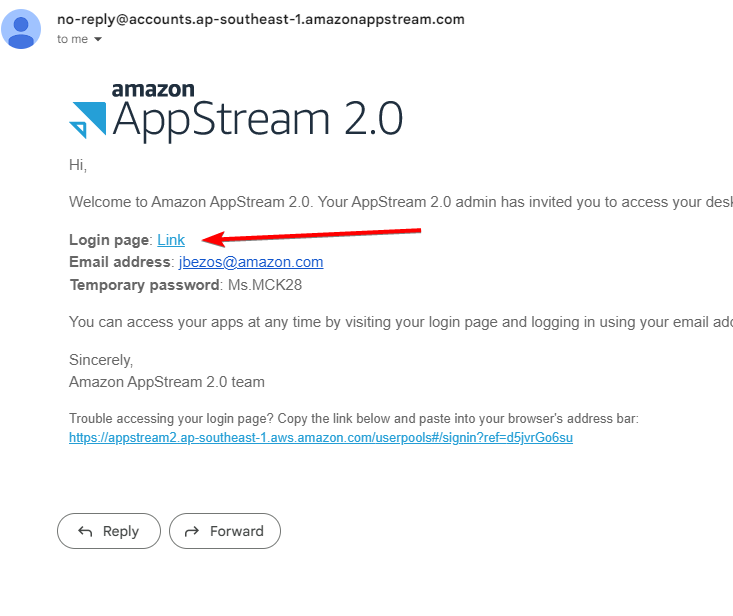 no-reply@accounts.ap-southeast-1.amazonappstream.com
to me
amazon
AppStream 2.0
Hi,
Welcome to Amazon AppStream 2.0. Your AppStream 2.0 admin has invited you to access your
Login page: Link
Email address: jbezos@amazon.com
Temporary password: Ms.MCK28
You can access your apps at any time by visiting your login page and logging in using your email
Sincerely,
Amazon AppStream 2.0 team
Trouble accessing your login page? Copy the link below and paste into your browser's address bar:
https://appstream2.ap-southeast-1.aws.amazon.com/userpools#/signin?ref=d5jvrGo6su
Reply
Forward